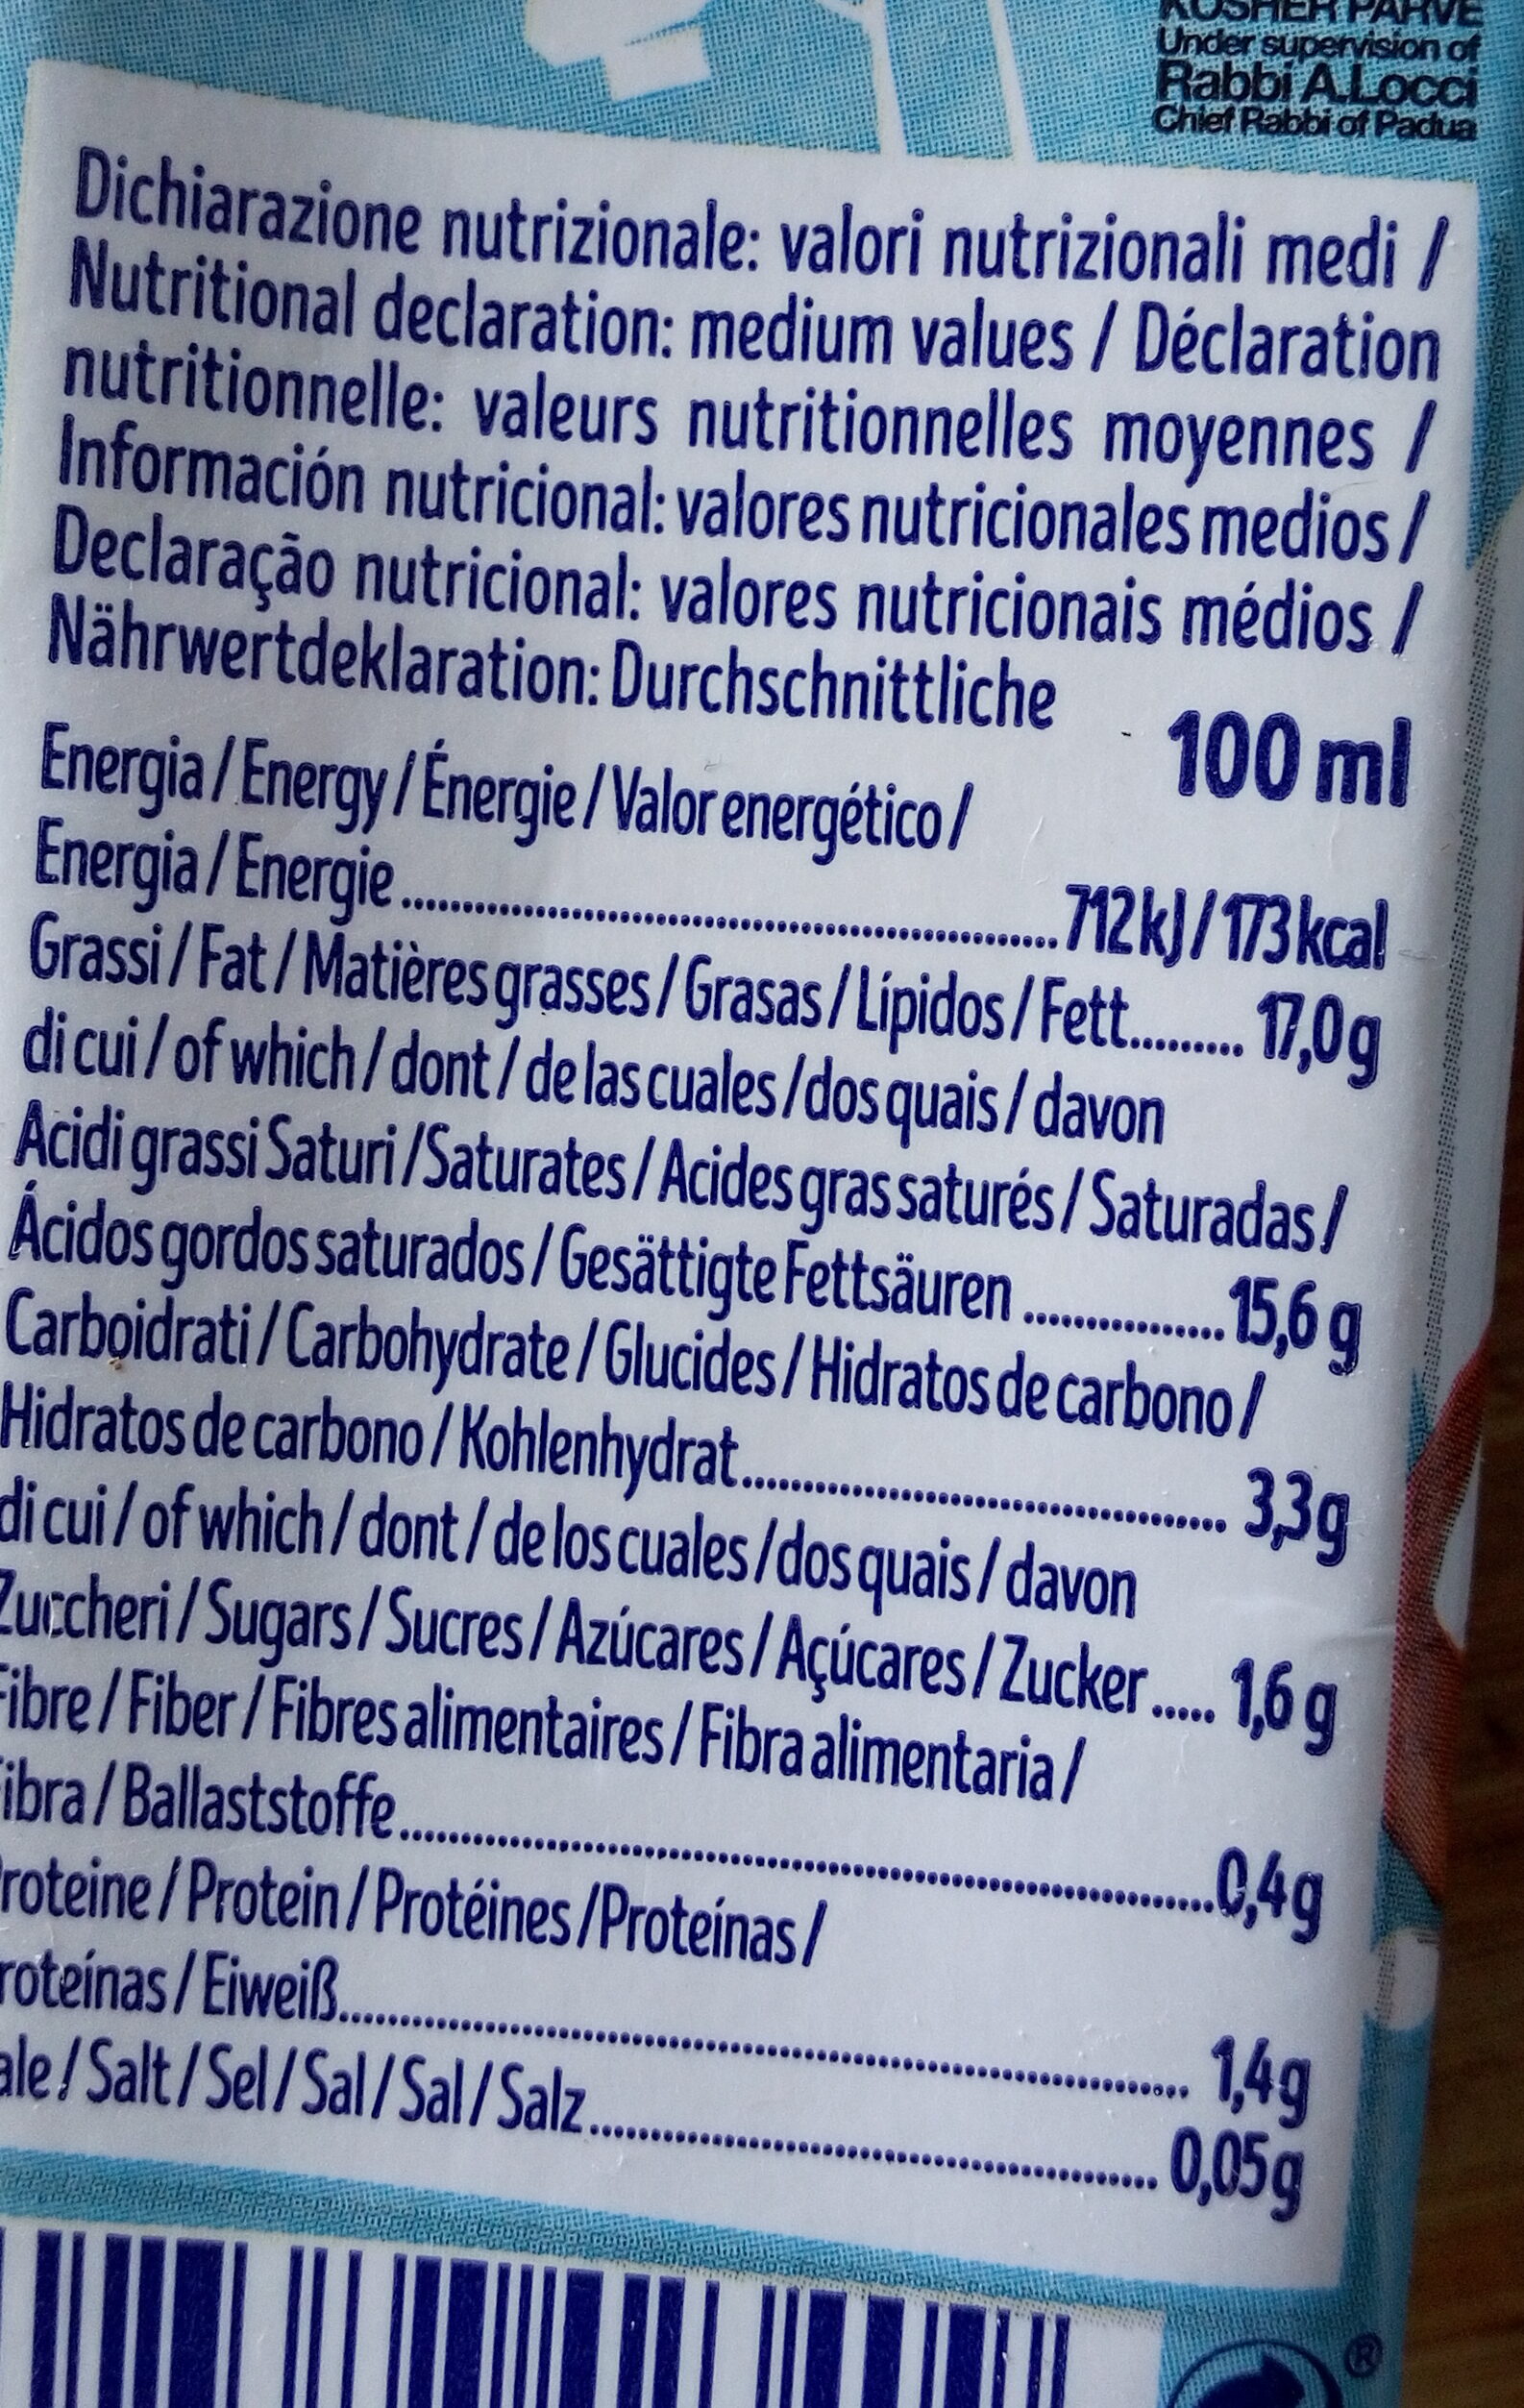 KOSHER PARVE
Under supervision of
Rabbi A.Locci
Chief Rabbi of Padua
Dichiarazione nutrizionale: valori nutrizionali medi /
Nutritional declaration: medium values / Déclaration
nutritionnelle: valeurs nutritionnelles moyennes /
Información nutricional: valores nutricionales medios /
Declaração nutricional: valores nutricionais médios /
Nährwertdeklaration: Durchschnittliche
100 ml
Energia / Energy / Énergie / Valor energético /
Energia / Energie.......712 kJ / 173 kcal
Grassi / Fat / Matières grasses / Grasas / Lípidos / Fett......... 17,0 g
di cui / of which / dont / de las cuales /dos quais / davon
Acidi grassi Saturi /Saturates / Acides gras saturés / Saturadas /
Ácidos gordos saturados / Gesättigte Fettsäuren .......15,6 g
Carboidrati / Carbohydrate / Glucides / Hidratos de carbono /
Hidratos de carbono / Kohlenhydrat....... 3,3 g
di cui / of which / dont / de los cuales /dos quais / davon
Zuccheri / Sugars / Sucres / Azúcares / Açúcares / Zucker ..... 1,6 g
Fibre / Fiber / Fibres alimentaires / Fibra alimentaria /
ibra / Ballaststoffe.......0,4 g
roteine / Protein / Protéines /Proteínas /
roteínas / Eiweiß....... 1,4 g
ale / Salt / Sel / Sal / Sal / Salz....... 0,05 g
®